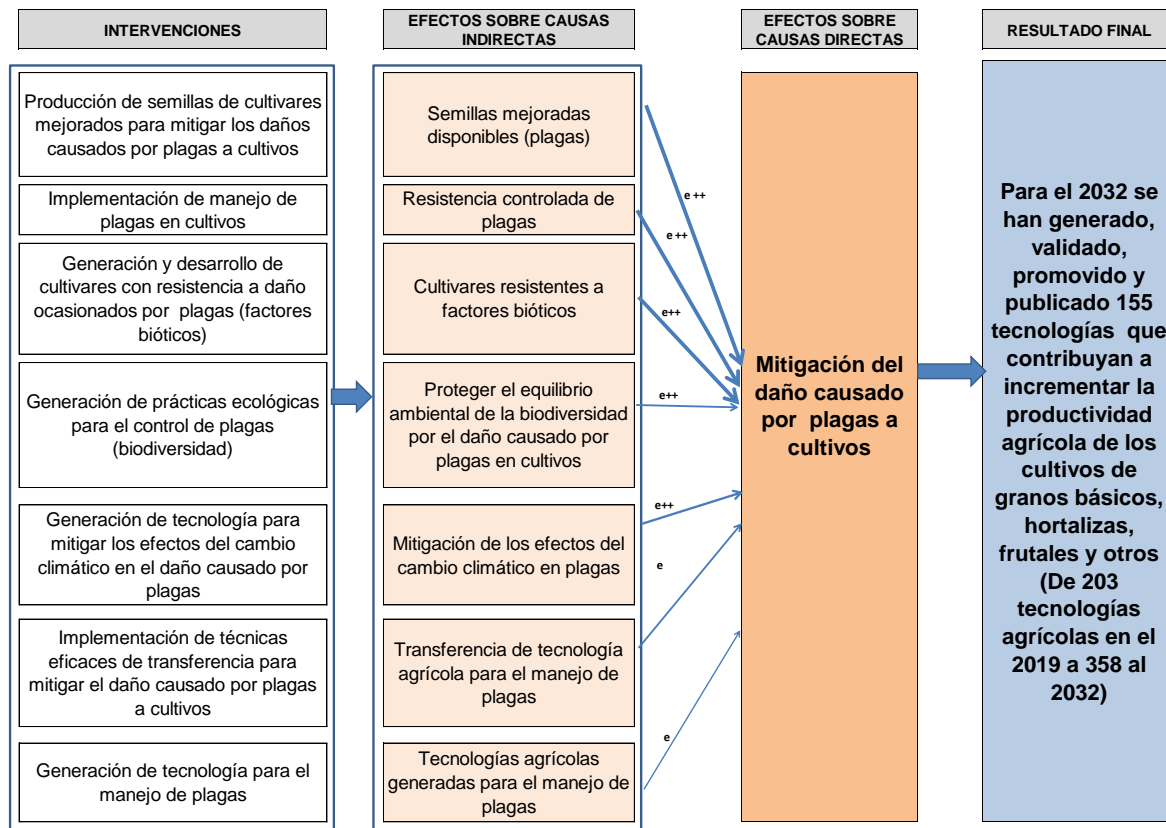 INTERVENCIONES
EFECTOS SOBRE CAUSAS
INDIRECTAS
EFECTOS SOBRE
CAUSAS DIRECTAS
RESULTADO FINAL
Producción de semillas de cultivares
mejorados para mitigar los daños
causados por plagas a cultivos
Implementación de manejo de
plagas en cultivos
Generación y desarrollo de
cultivares con resistencia a daño
ocasionados por plagas (factores
bióticos)
Generación de prácticas ecológicas
para el control de plagas
(biodiversidad)
Generación de tecnología para
mitigar los efectos del cambio
climático en el daño causado por
plagas
Implementación de técnicas
eficaces de transferencia para
mitigar el daño causado por plagas
a cultivos
Generación de tecnología para el
manejo de plagas
Semillas mejoradas
disponibles (plagas)
Resistencia controlada de
plagas
Cultivares resistentes a
factores bióticos
Proteger el equilibrio
ambiental de la biodiversidad
por el daño causado por
plagas en cultivos
Mitigación de los efectos del
cambio climático en plagas
Transferencia de tecnología
agrícola para el manejo de
plagas
Tecnologías agrícolas
generadas para el manejo de
plagas
e ++
e ++
e++
e++
e++
e
e
Mitigación del
daño causado
por plagas a
cultivos
Para el 2032 se
han generado,
validado,
promovido y
publicado 155
tecnologías que
contribuyan a
incrementar la
productividad
agrícola de los
cultivos de
granos básicos,
hortalizas,
frutales y otros
(De 203
tecnologías
agrícolas en el
2019 a 358 al
2032)